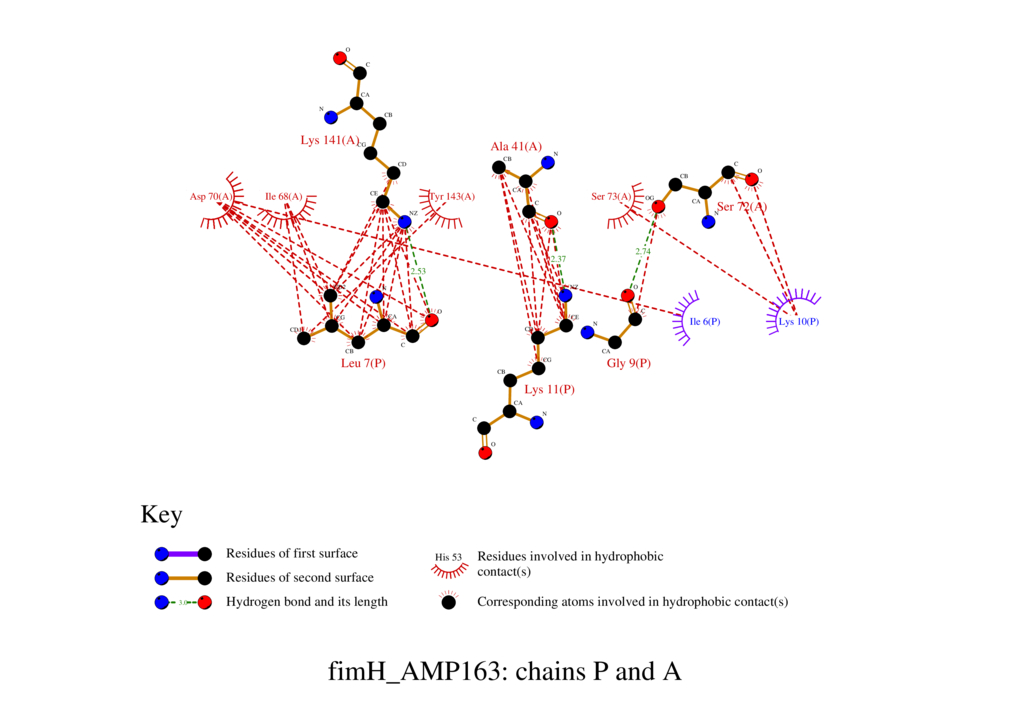 O
C
CA
N
CB
Lys 141(A)
CG
CD
CE
NZ
Asp 70(A)
Ile 68(A)
Tyr 143(A)
Ala 41(A)
CB
N
CA
C
O
Ser 73(A)
OG
CB
C
O
CA
Ser 72(A)
N
2.53
2.37
2.74
CG
CA
O
CB
C
Leu 7(P)
NZ
CE
CG
CB
Lys 11(P)
CA
N
C
O
O
N
C
CA
Gly 9(P)
Ile 6(P)
Lys 10(P)
Key
Residues of first surface
Residues of second surface
Hydrogen bond and its length
3.0
His 53
Residues involved in hydrophobic
contact(s)
Corresponding atoms involved in hydrophobic contact(s)
fimH_AMP163: chains P and A